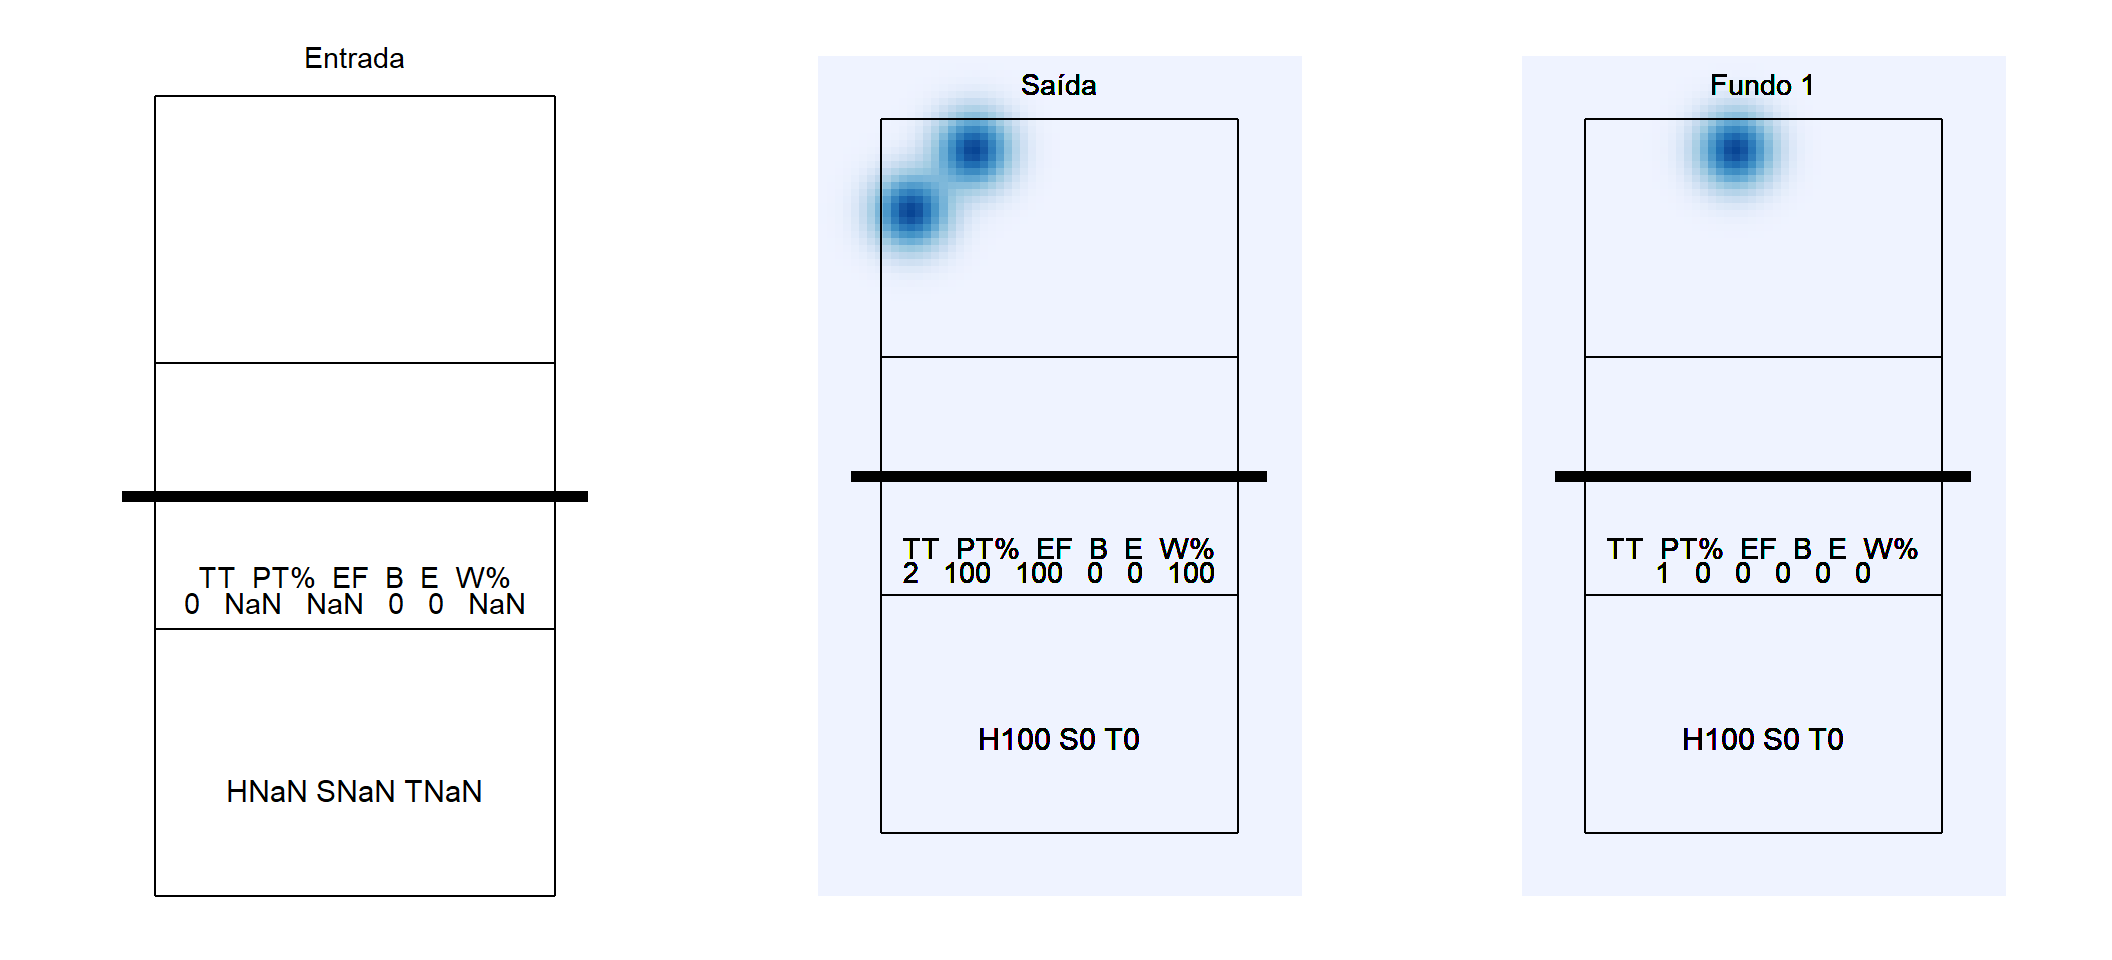 Entrada
TT PT% EF B E W%
0 NaN NaN 0 0 NaN
HNaN SNaN TNaN
Saída
TT PT% EF B E W%
2 100 100 0 0 100
H100 S0 T0
Fundo 1
TT PT% EF B E W%
1 0 0 0 0 0
H100 S0 T0